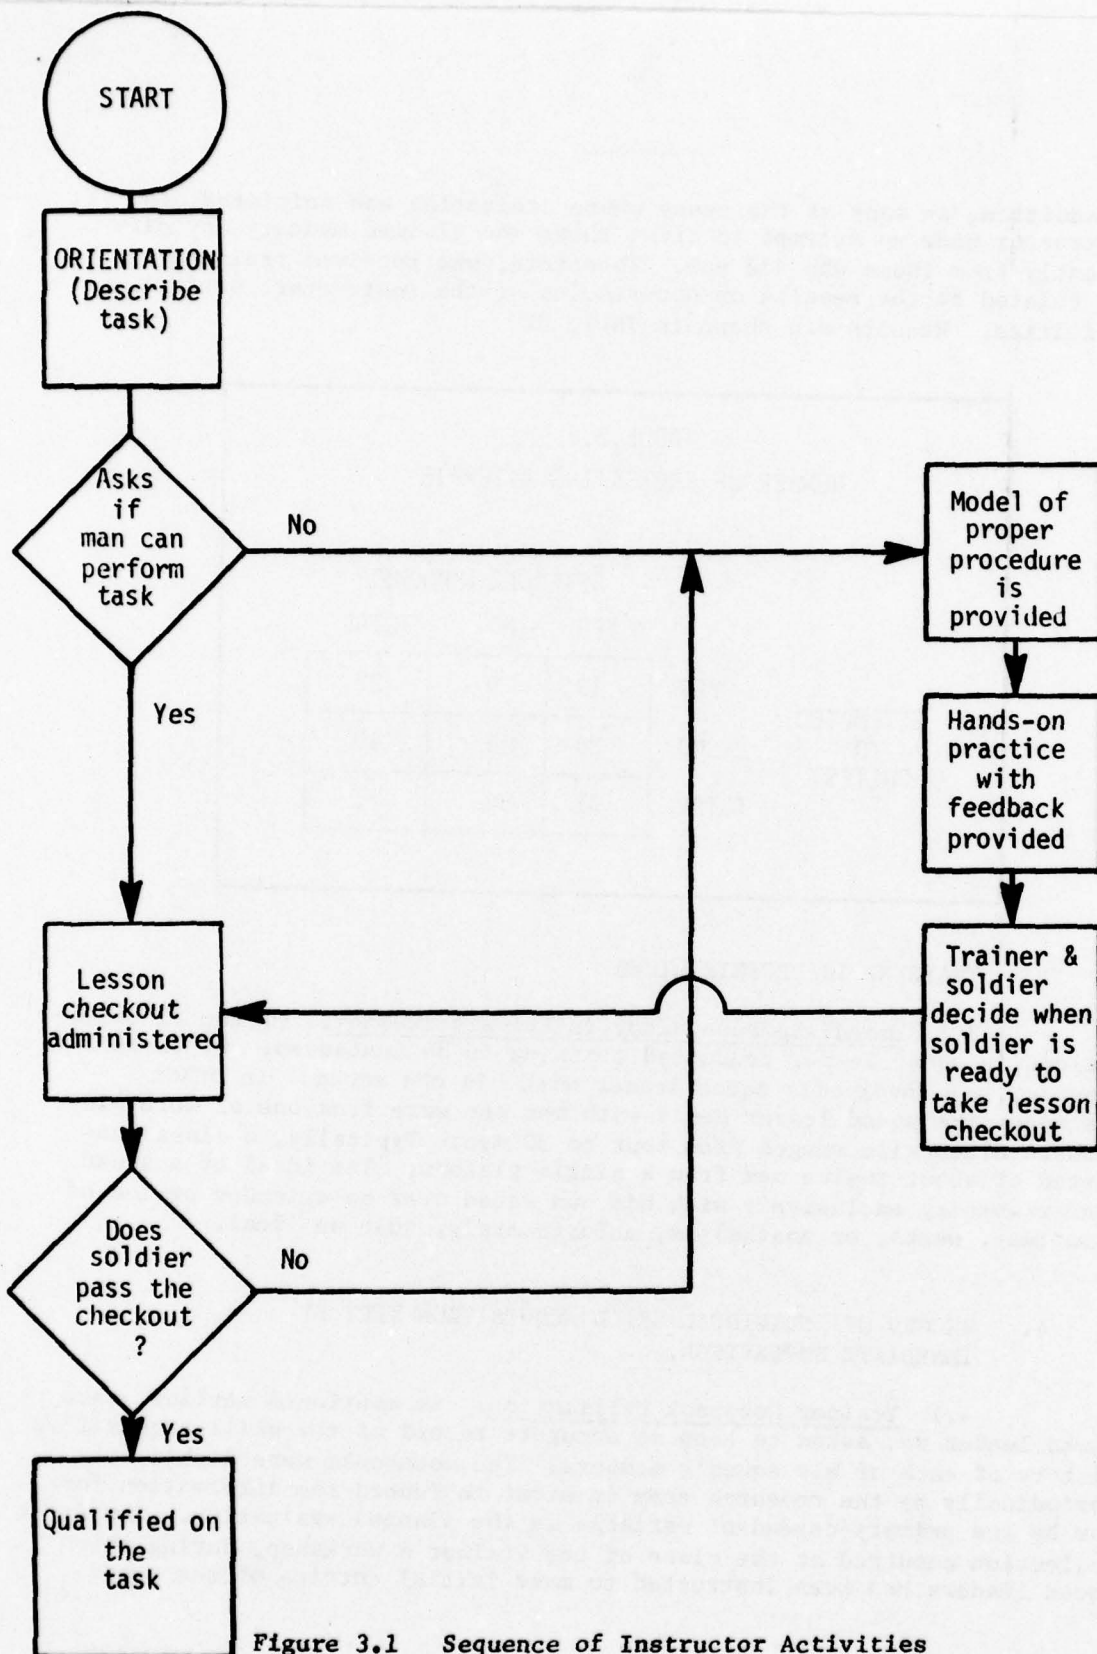 START
ORIENTATION
(Describe
task)
Asks
if
man can
perform
task
No
Yes
Model of
proper
procedure
is
provided
Hands-on
practice
with
feedback
provided
Trainer &
soldier
decide when
soldier is
ready to
take lesson
checkout
Lesson
checkout
administered
Does
soldier
pass the
checkout
?
No
Yes
Qualified on
the
task
Figure 3.1 Sequence of Instructor Activities